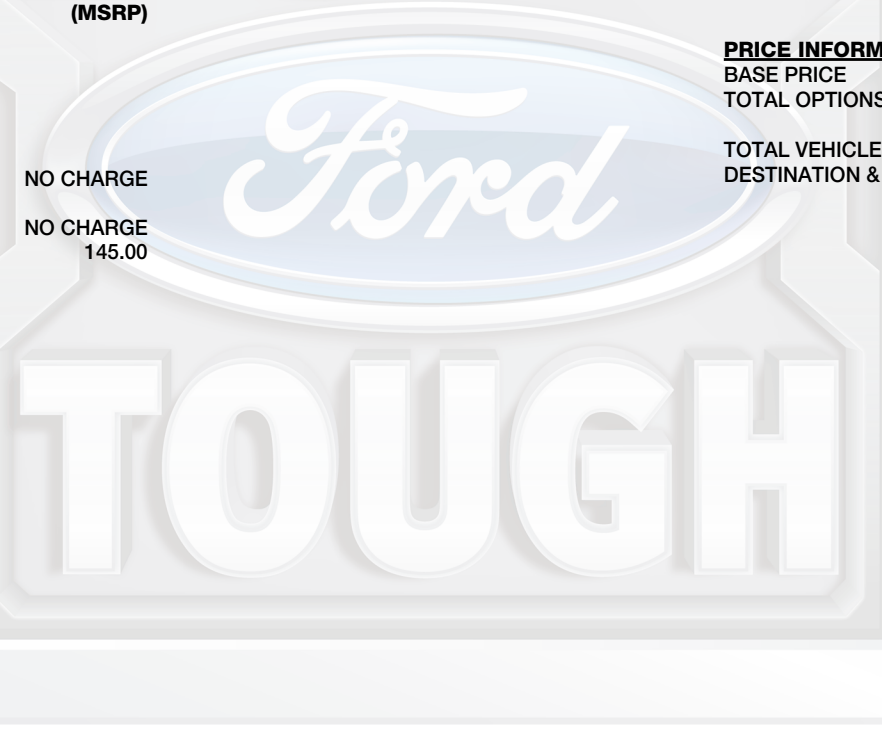 (MSRP)
NO CHARGE
NO CHARGE
145.00
PRICE INFORM
BASE PRICE
TOTAL OPTIONS
TOTAL VEHICLE
DESTINATION &
Ford
TOUGH